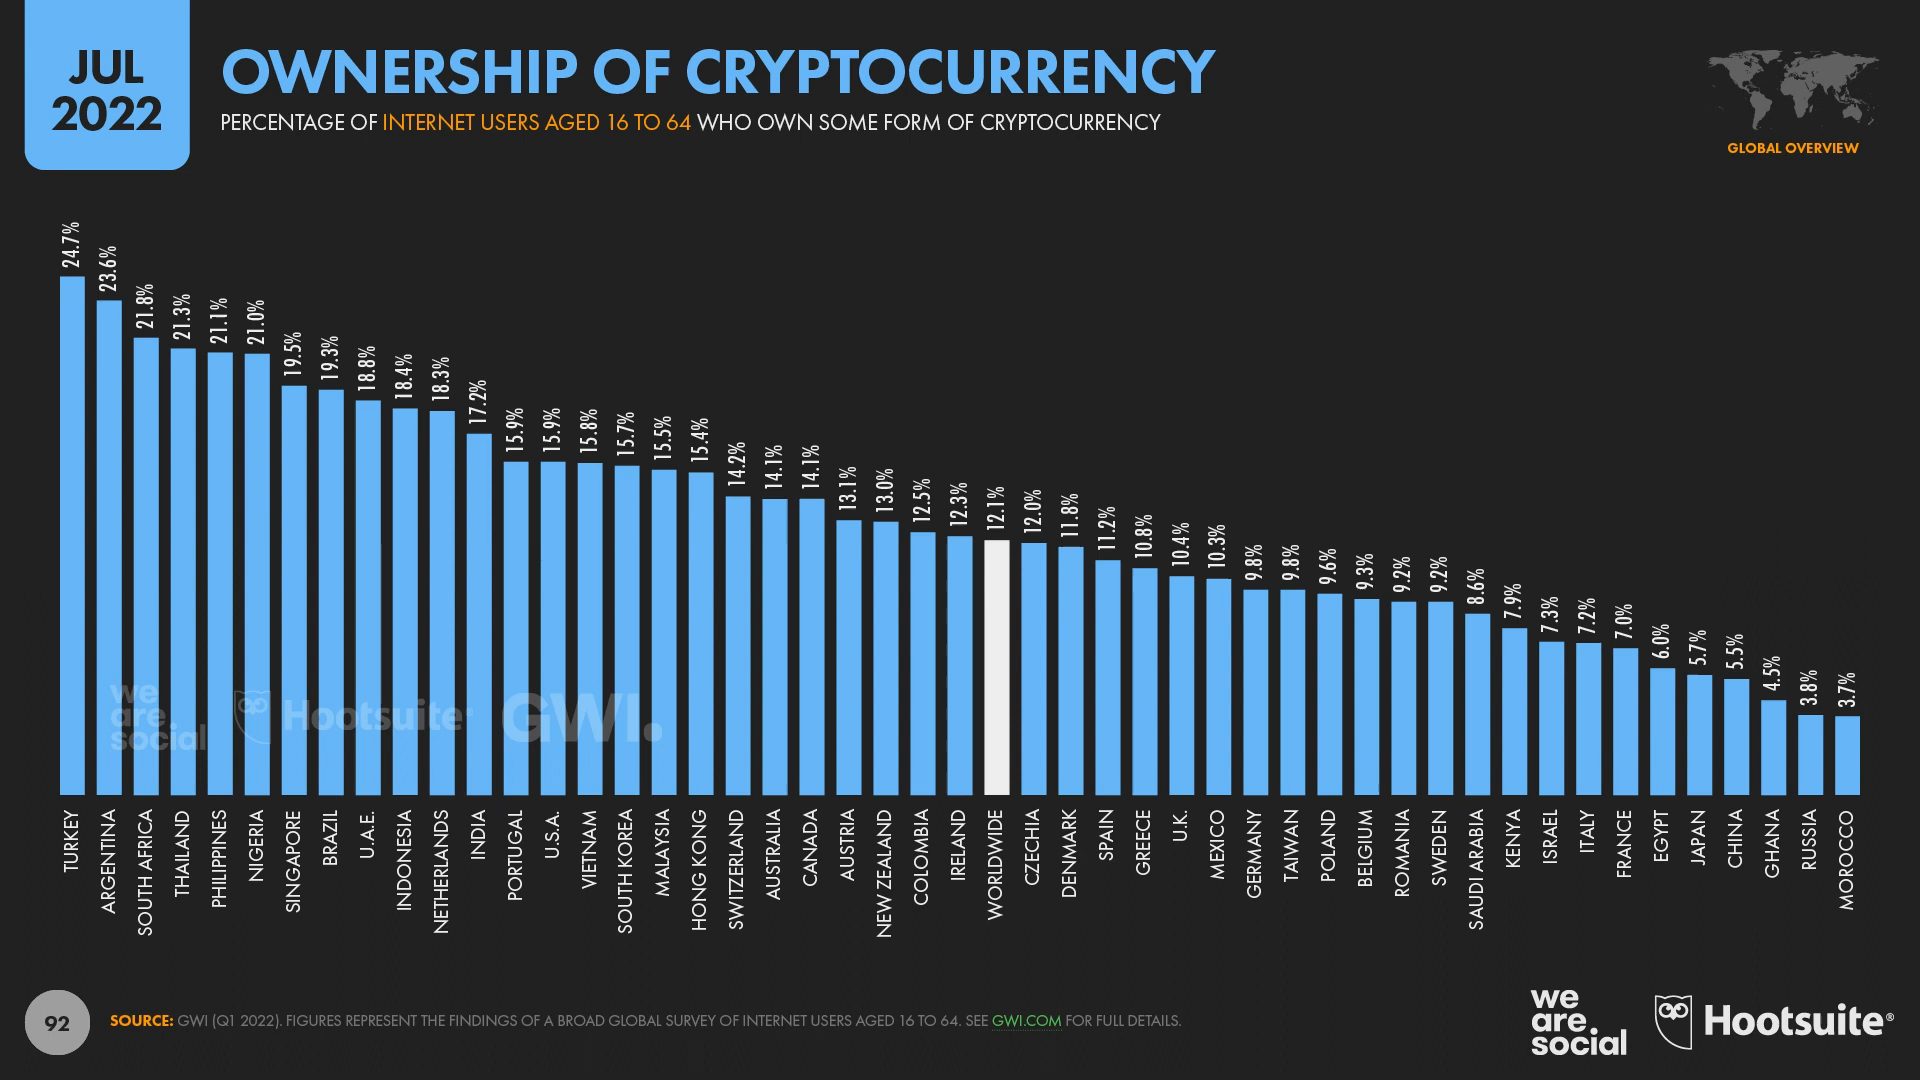 JUL
2022
OWNERSHIP OF CRYPTOCURRENCY
PERCENTAGE OF INTERNET USERS AGED 16 TO 64 WHO OWN SOME FORM OF CRYPTOCURRENCY
GLOBAL OVERVIEW
24.7%
23.6%
21.8%
21.3%
21.1%
21.0%
19.5%
19.3%
18.8%
18.4%
18.3%
17.2%
15.9%
15.9%
15.8%
15.7%
15.5%
15.4%
14.2%
14.1%
14.1%
13.1%
13.0%
12.5%
12.3%
12.1%
12.0%
11.8%
11.2%
10.8%
10.4%
10.3%
9.8%
9.8%
9.6%
9.3%
9.2%
9.2%
8.6%
7.9%
7.3%
7.2%
7.0%
6.0%
5.7%
5.5%
4.5%
3.8%
3.7%
we
are
social
Hootsuite®
GWI.
TURKEY
ARGENTINA
SOUTH AFRICA
THAILAND
PHILIPPINES
NIGERIA
SINGAPORE
BRAZIL
U.A.E.
INDONESIA
NETHERLANDS
INDIA
PORTUGAL
U.S.A.
VIETNAM
SOUTH KOREA
MALAYSIA
HONG KONG
SWITZERLAND
AUSTRALIA
CANADA
AUSTRIA
NEW ZEALAND
COLOMBIA
IRELAND
WORLDWIDE
CZECHIA
DENMARK
SPAIN
GREECE
U.K.
MEXICO
GERMANY
TAIWAN
POLAND
BELGIUM
ROMANIA
SWEDEN
SAUDI ARABIA
KENYA
ISRAEL
ITALY
FRANCE
EGYPT
JAPAN
CHINA
GHANA
RUSSIA
MOROCCO
92
SOURCE: GWI (Q1 2022). FIGURES REPRESENT THE FINDINGS OF A BROAD GLOBAL SURVEY OF INTERNET USERS AGED 16 TO 64. SEE GWI.COM FOR FULL DETAILS.
we
are
social
Hootsuite®